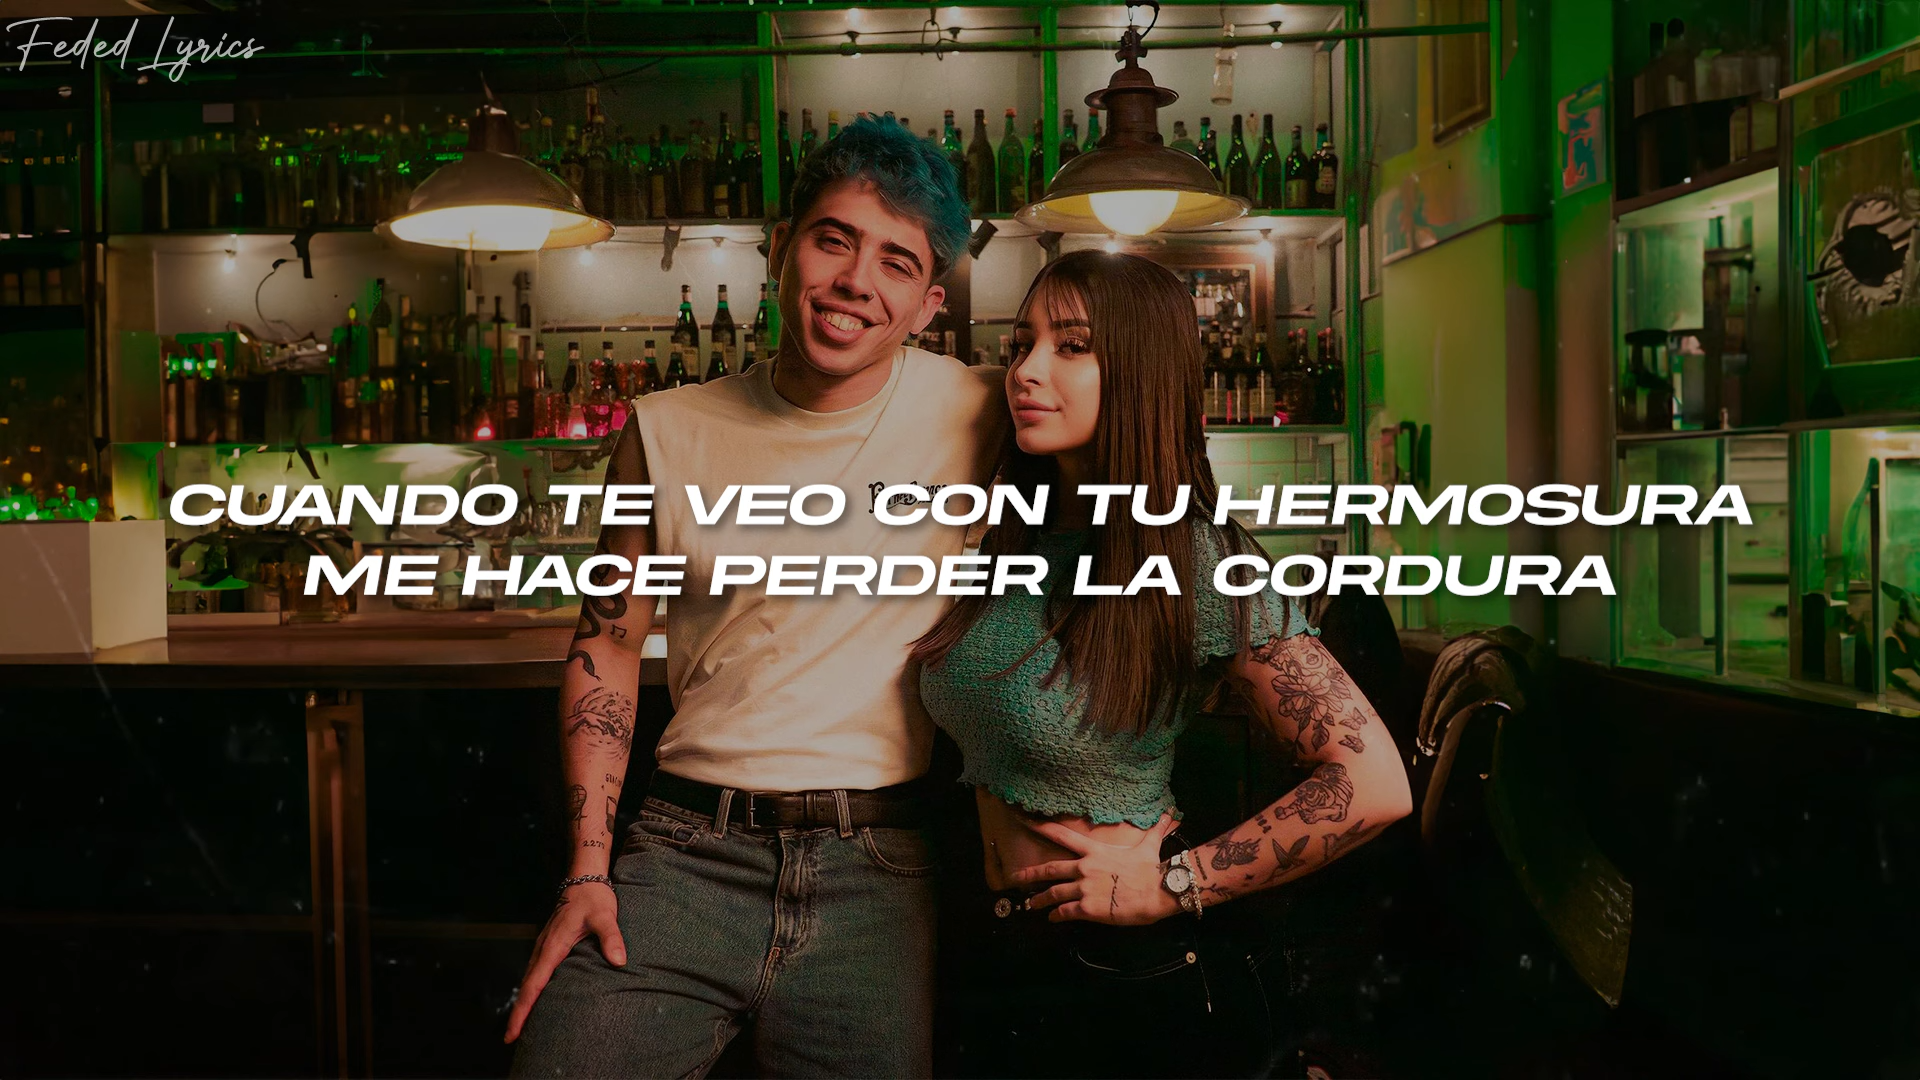 Feded Lyrics
CUANDO TE VEO CON TU HERMOSURA
ME HACE PERDER LA CORDURA